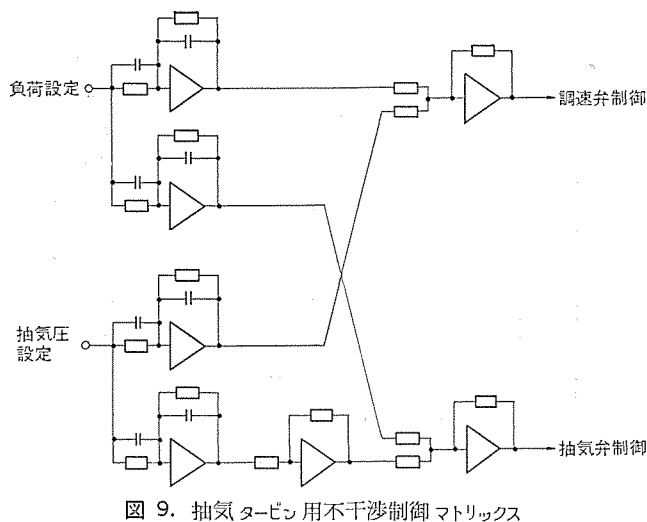 負荷設定
調速弁制御
抽気圧
設定
抽気弁制御
図 9. 抽気タービン用不干渉制御マトリックス